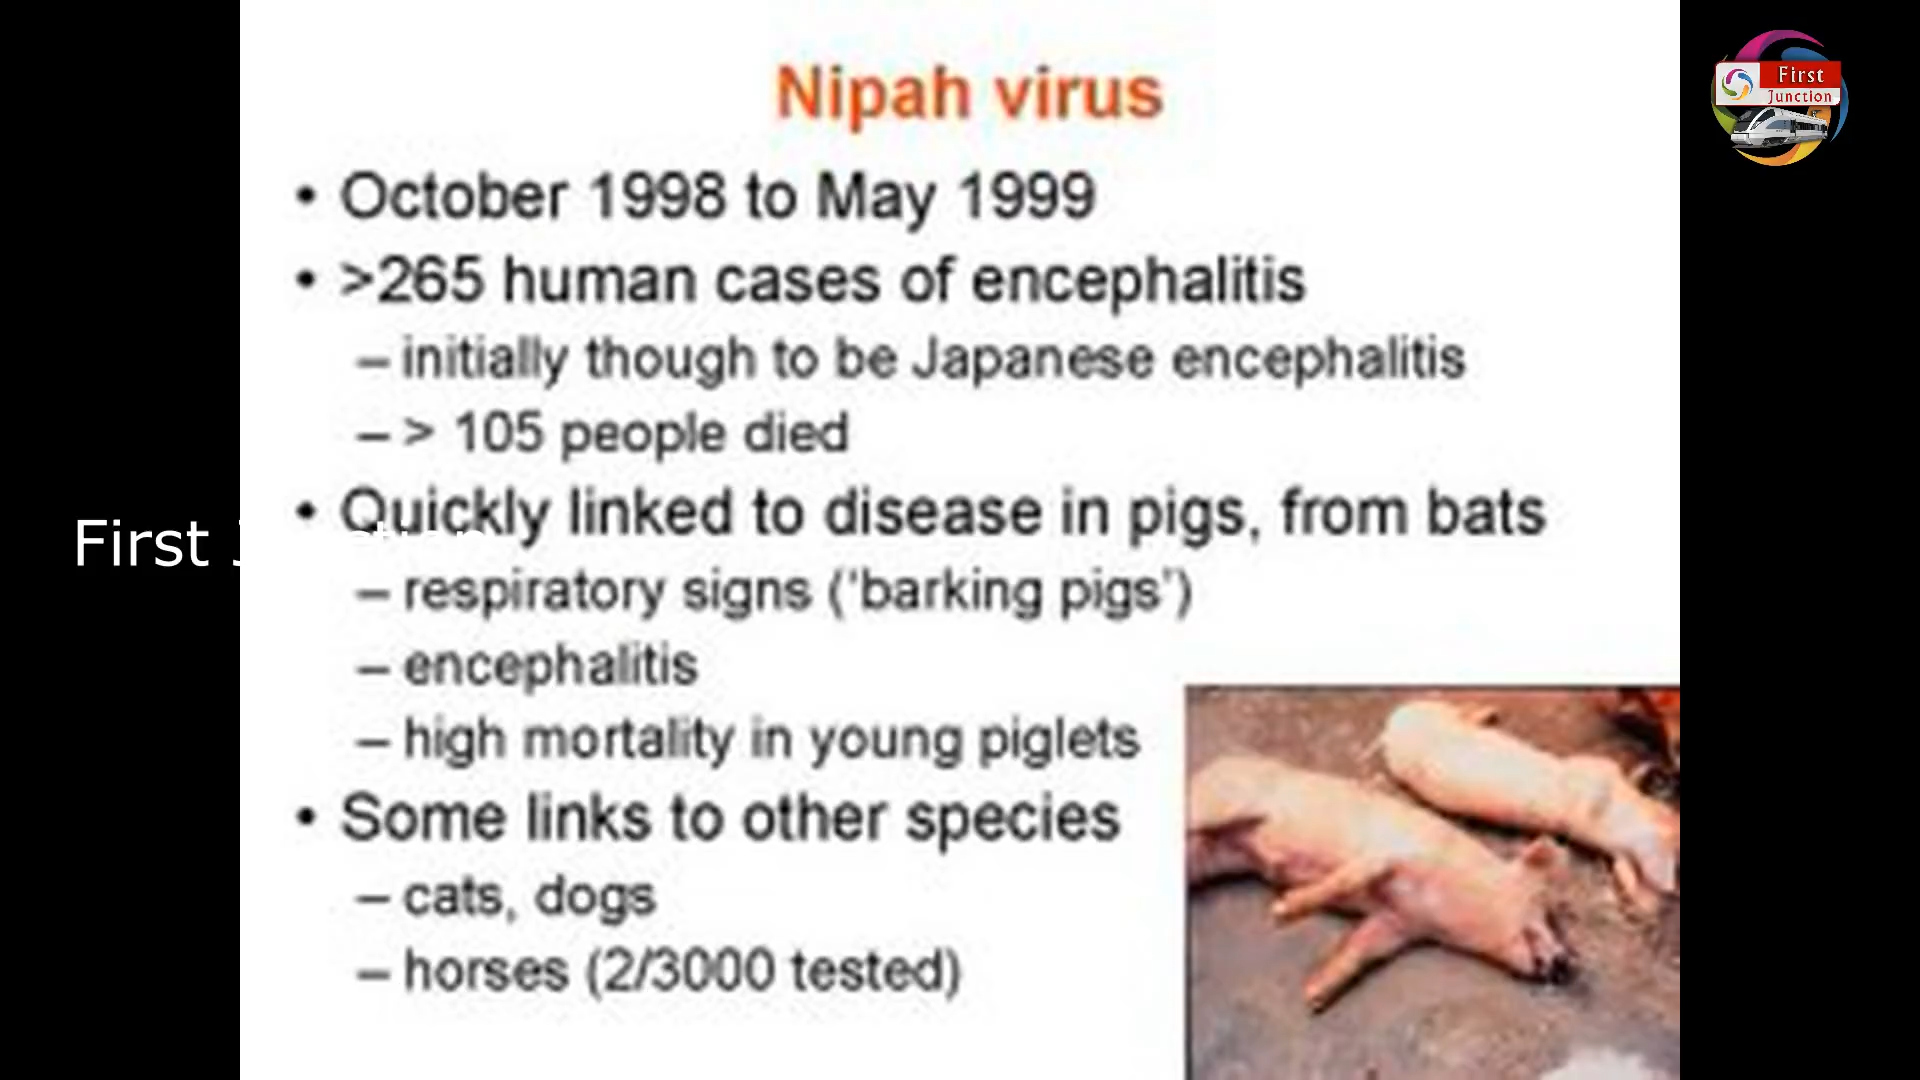 Nipah virus
• October 1998 to May 1999
• >265 human cases of encephalitis
– initially though to be Japanese encephalitis
– > 105 people died
• Quickly linked to disease in pigs, from bats
– respiratory signs (‘barking pigs’)
– encephalitis
– high mortality in young piglets
• Some links to other species
– cats, dogs
– horses (2/3000 tested)
First Junction
First
Junction